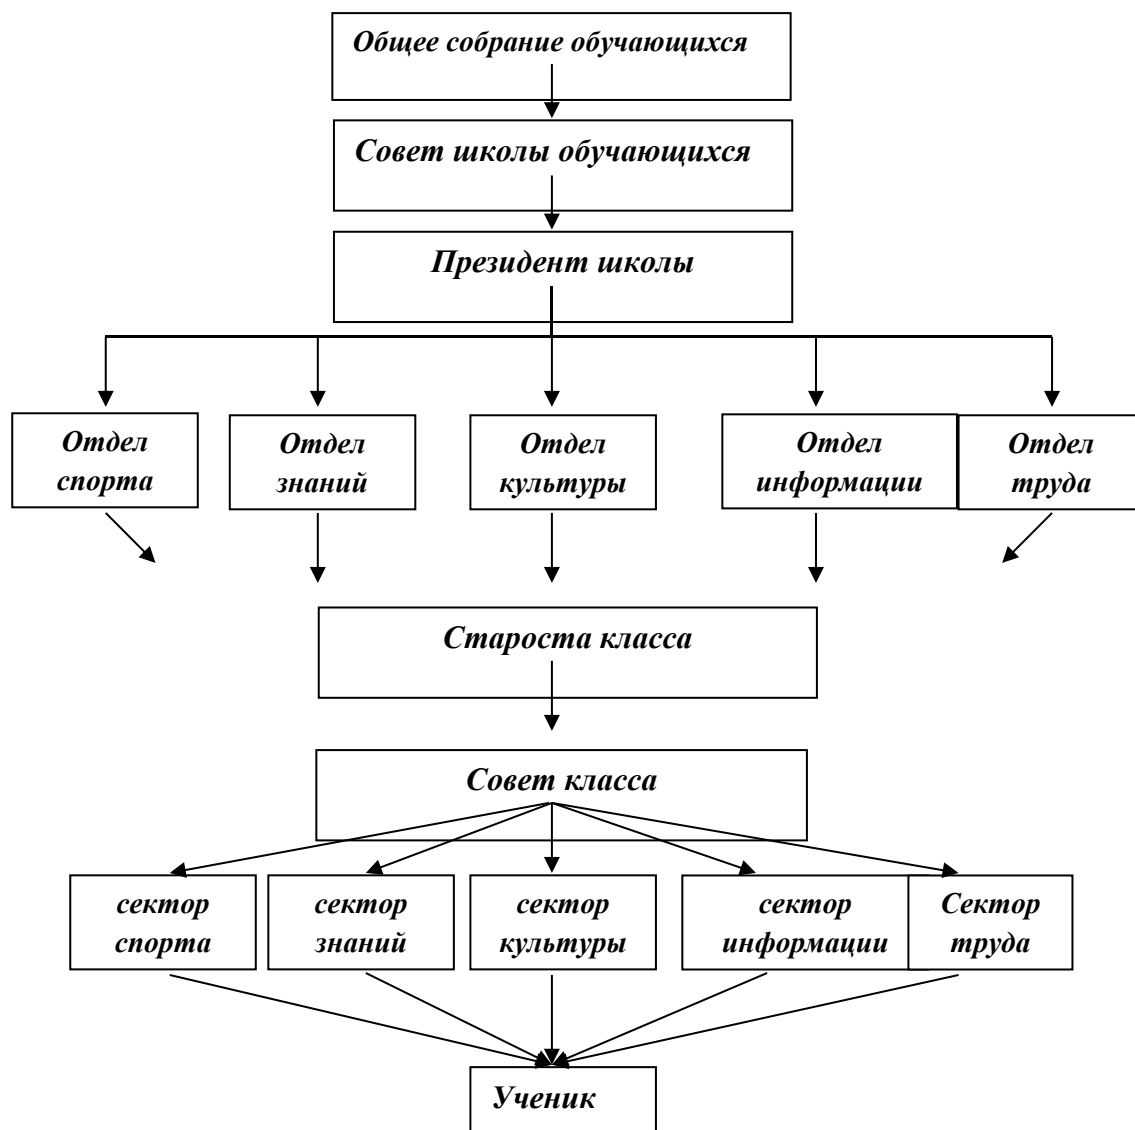 Общее собрание обучающихся
Совет школы обучающихся
Президент школы
Отдел
спорта
Отдел
знаний
Отдел
культуры
Отдел
информации
Отдел
труда
Староста класса
Совет класса
сектор
спорта
сектор
знаний
сектор
культуры
сектор
информации
Сектор
труда
Ученик